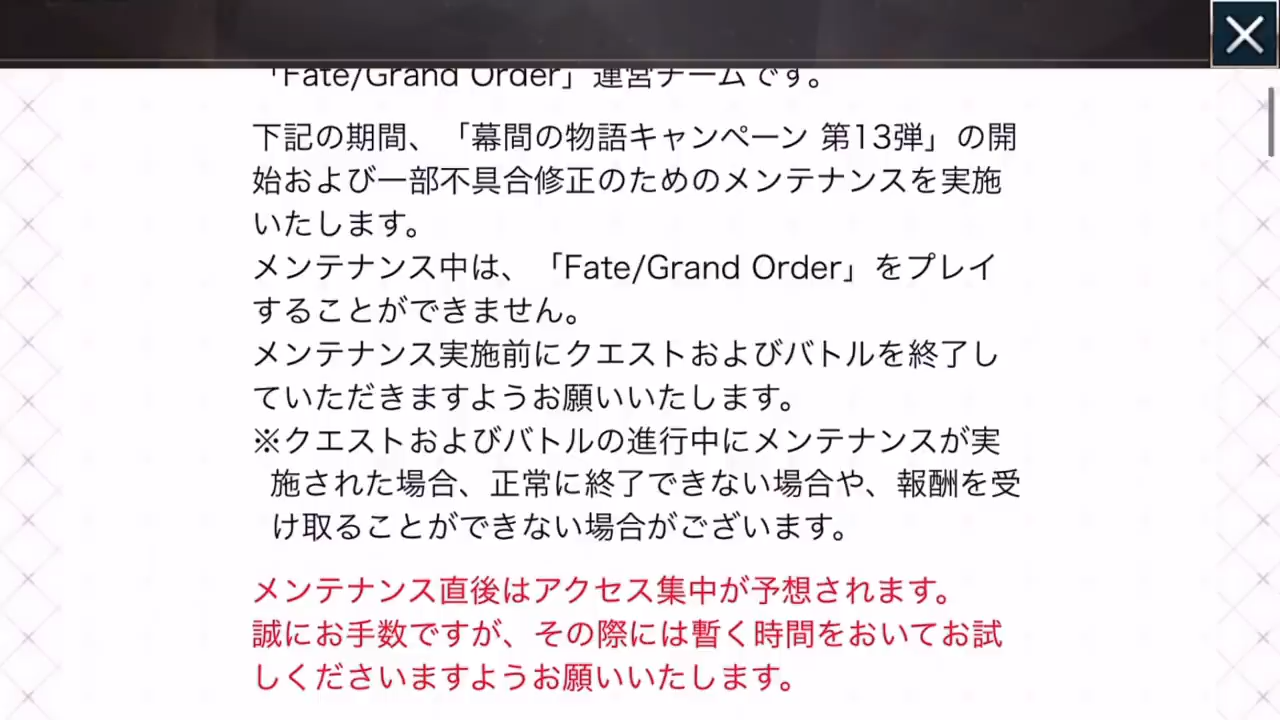 「Fate/Grand Order」運営チームです。
下記の期間、「幕間の物語キャンペーン 第13弾」の開
始および一部不具合修正のためのメンテナンスを実施
いたします。
メンテナンス中は、「Fate/Grand Order」をプレイ
することができません。
メンテナンス実施前にクエストおよびバトルを終了し
ていただきますようお願いいたします。
※クエストおよびバトルの進行中にメンテナンスが実
施された場合、正常に終了できない場合や、報酬を受
け取ることができない場合がございます。
メンテナンス直後はアクセス集中が予想されます。
誠にお手数ですが、その際には暫く時間をおいてお試
しくださいますようお願いいたします。